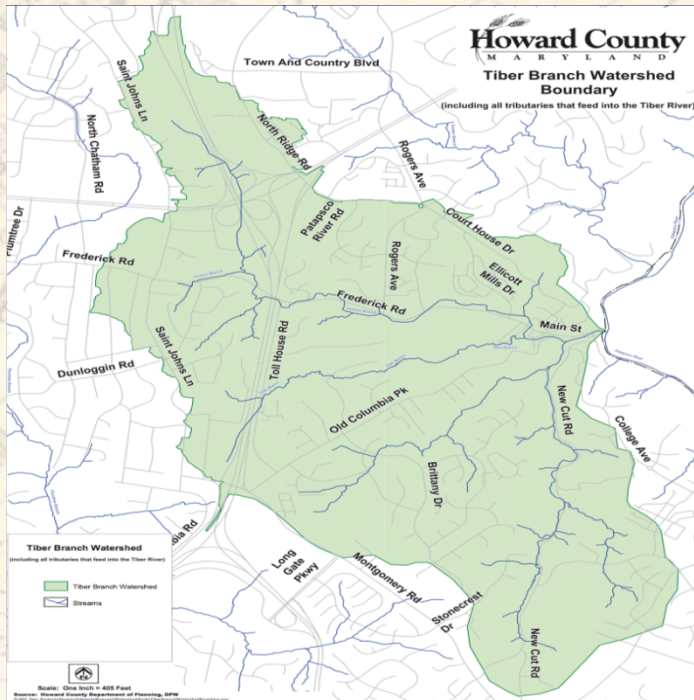 Howard County
MARYLAND
Tiber Branch Watershed
Boundary
(including all tributaries that feed into the Tiber River)
Town And Country Blvd
Saint Johns Ln
North Chatham Rd
North Ridge Rd
Rogers Ave
Plumtree Dr
Patapsco
River Rd
Court House Dr
Frederick Rd
Rogers Ave
Ellicott
Mills Dr
Frederick Rd
Main St
Saint Johns Ln
Toll House Rd
Dunloggin Rd
Old Columbia Pk
New Cut Rd
College Ave
Brittany Dr
bia Rd
Long
Gate
Pkwy
Montgomery Rd
Stonecrest
Dr
New Cut Rd
Tiber Branch Watershed
(including all tributaries that feed into the Tiber River)
Tiber Branch Watershed
Streams
Scale: One Inch = 405 Feet
Source: Howard County Department of Planning, DPW